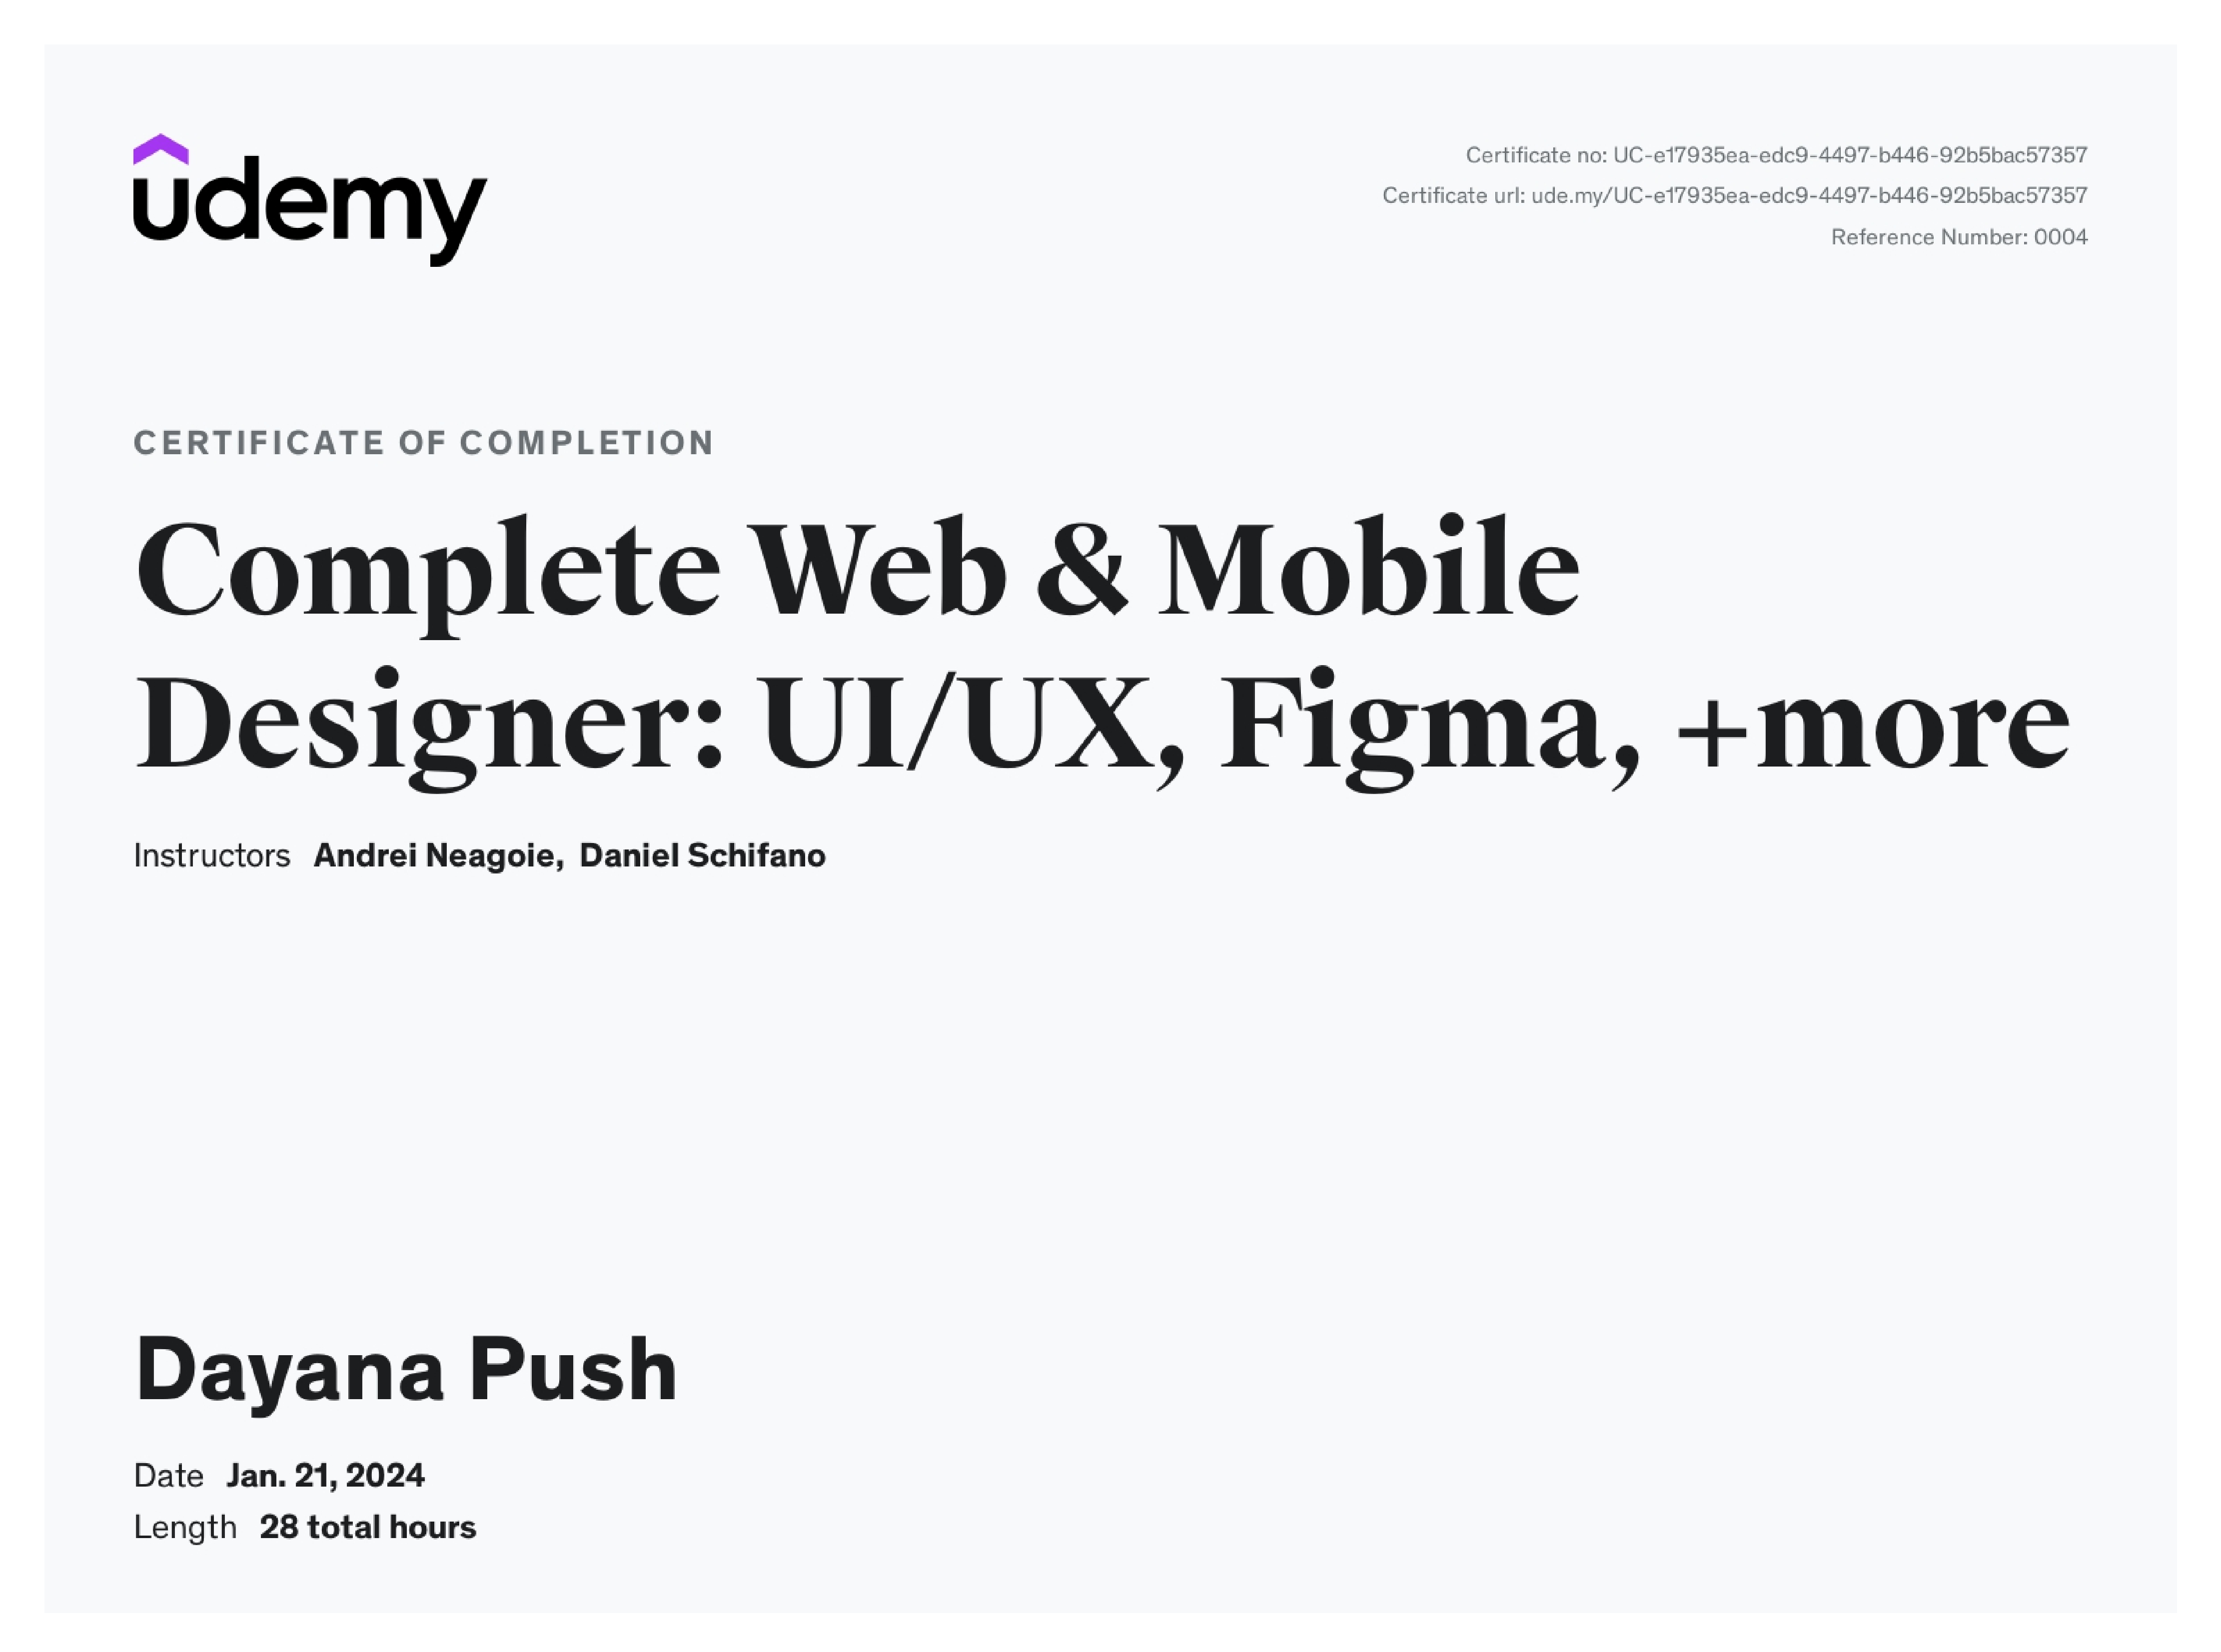 udemy
Certificate no: UC-e17935ea-edc9-4497-b446-92b5bac57357
Certificate url: ude.my/UC-e17935ea-edc9-4497-b446-92b5bac57357
Reference Number: 0004
CERTIFICATE OF COMPLETION
Complete Web & Mobile
Designer: UI/UX, Figma, +more
Instructors Andrei Neagoie, Daniel Schifano
Dayana Push
Date Jan. 21, 2024
Length 28 total hours